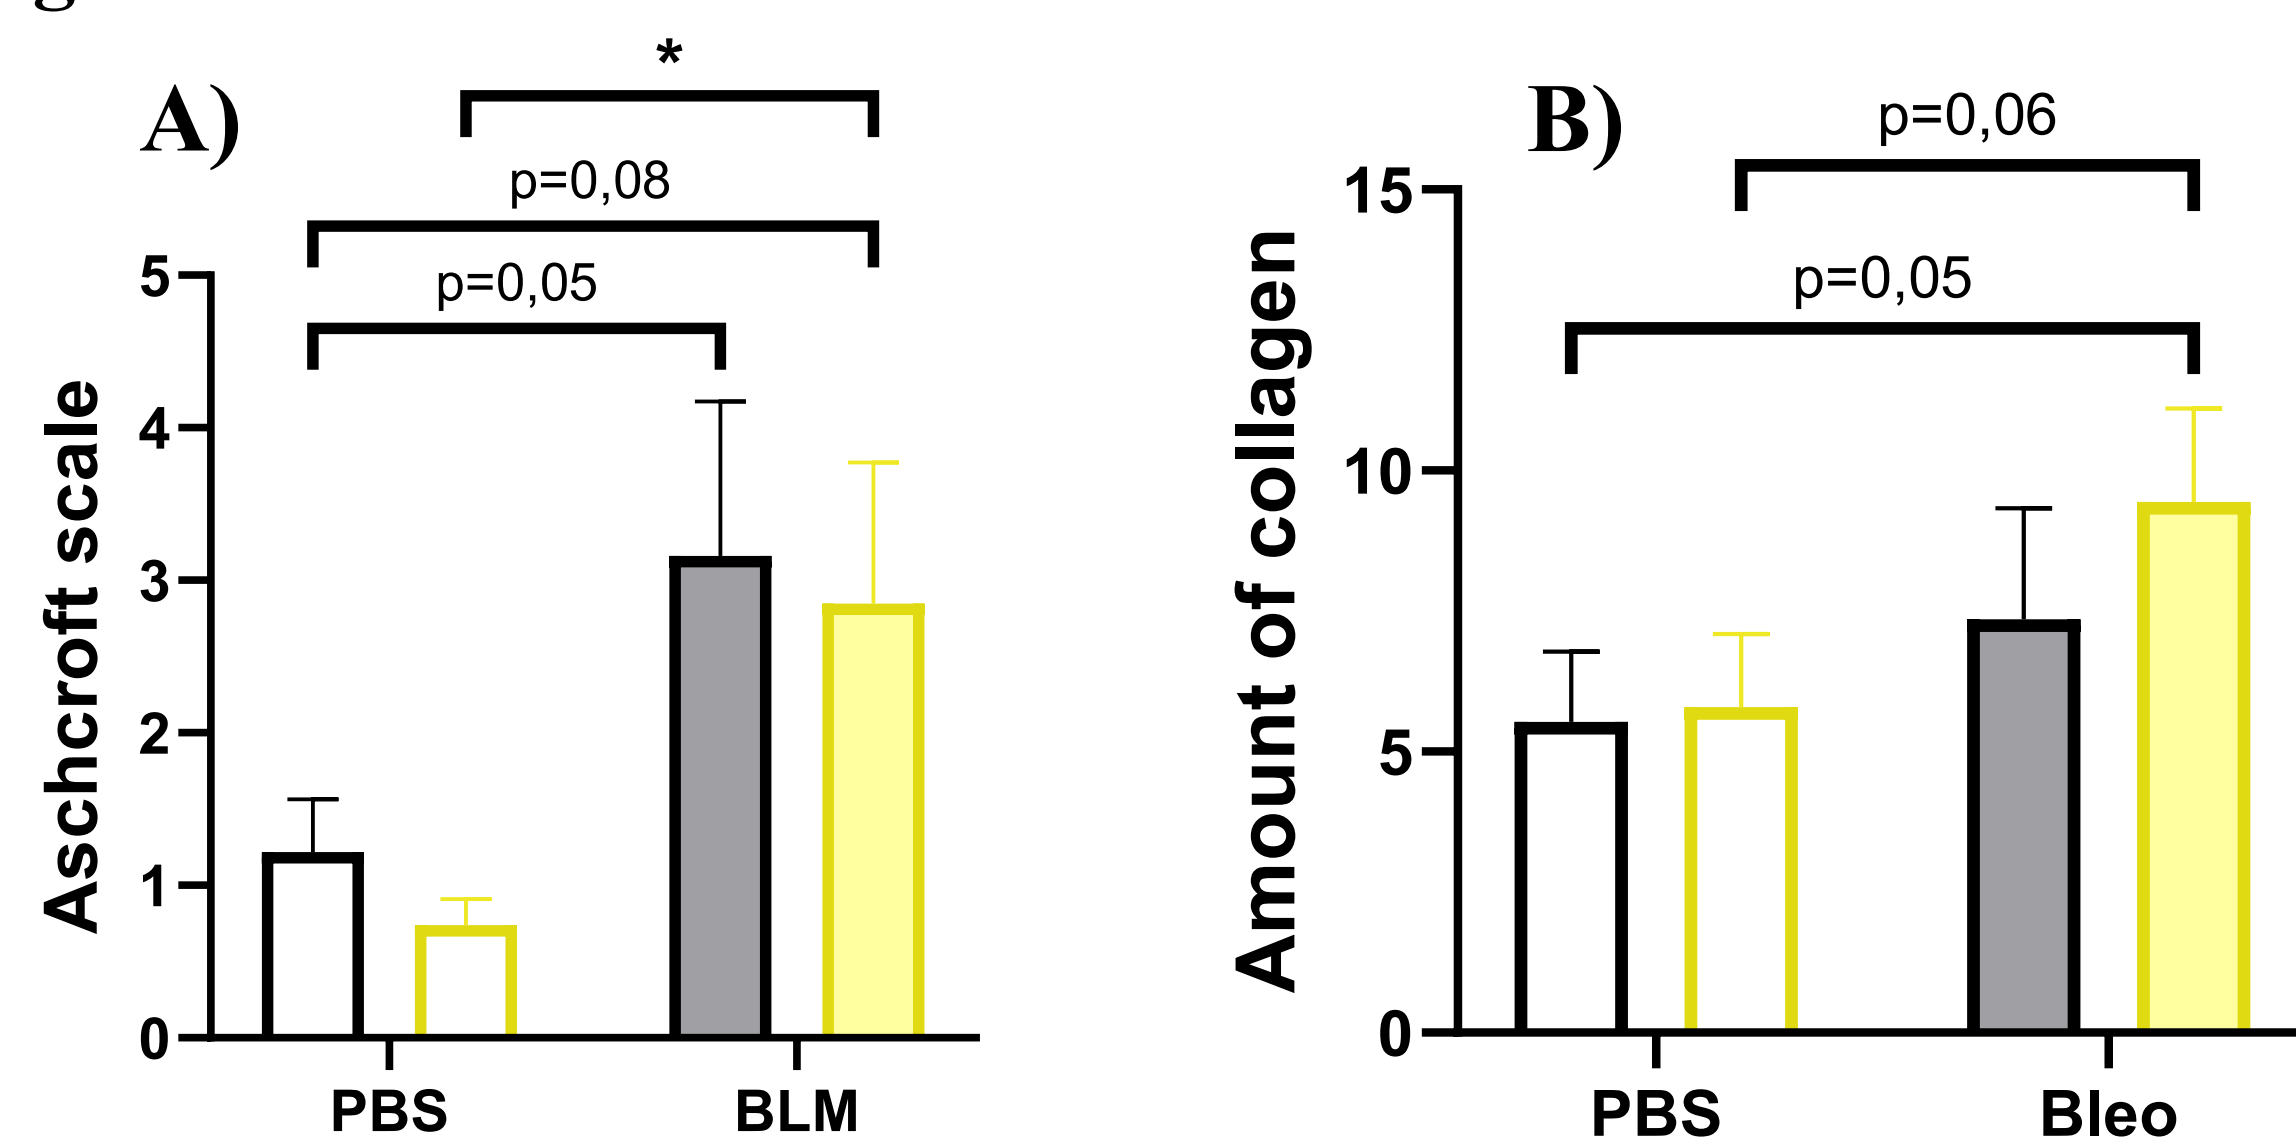 A)
*
p=0,08
p=0,05
Aschcroft scale
5
4
3
2
1
0
PBS
BLM
B)
p=0,06
p=0,05
Amount of collagen
15
10
5
0
PBS
Bleo